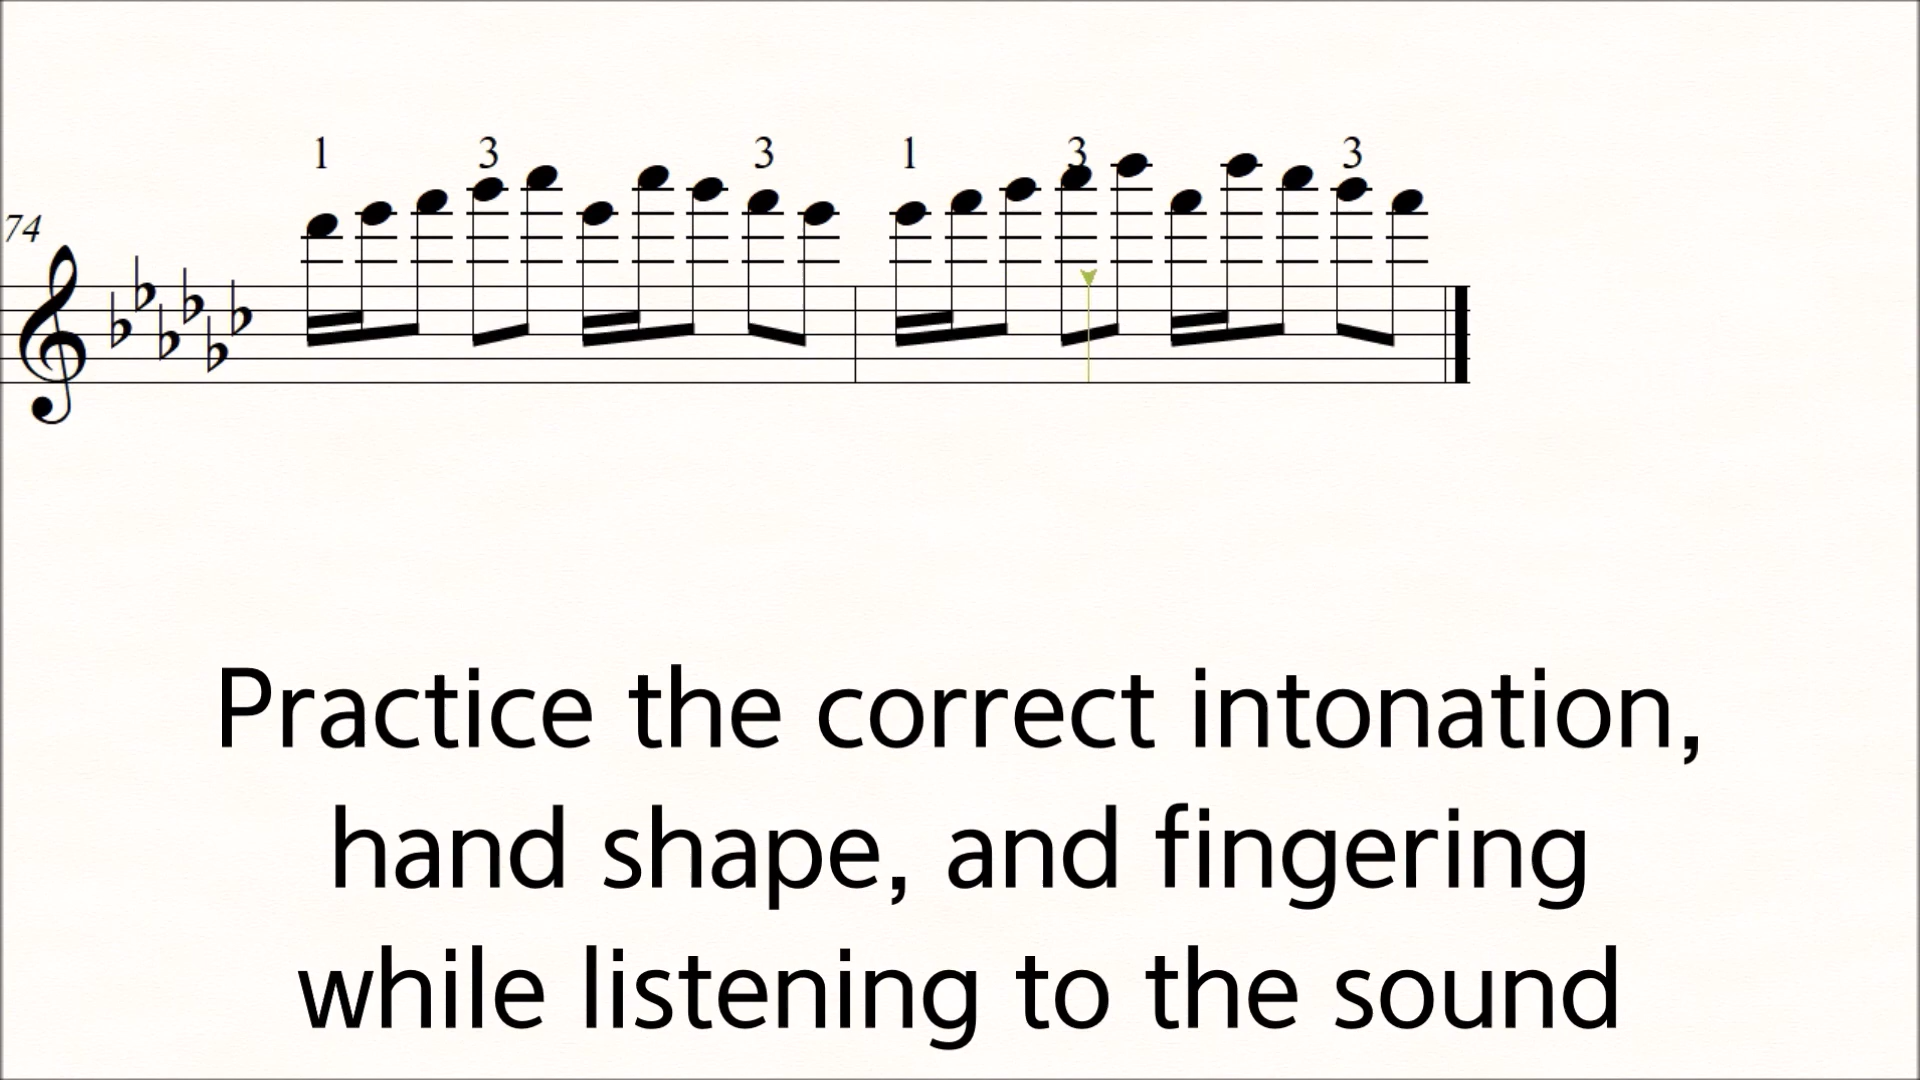 1 3 3 1 3 3
74
Practice the correct intonation,
hand shape, and fingering
while listening to the sound